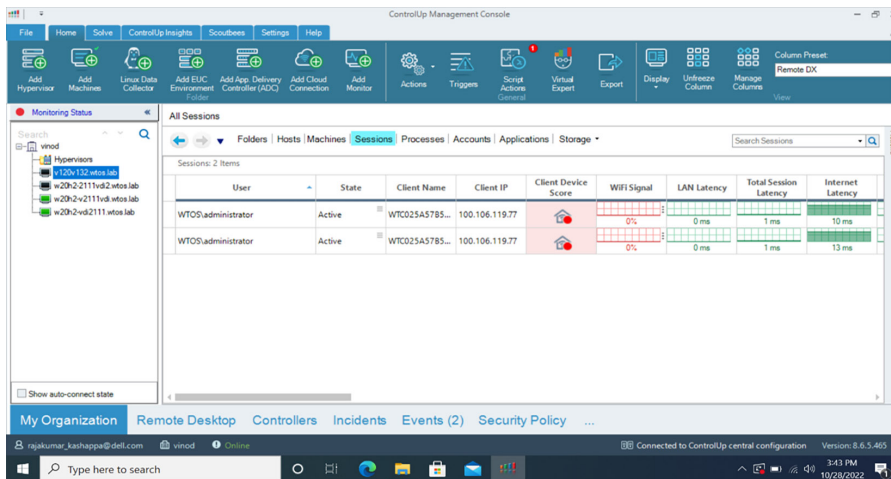 ControlUp Management Console
File Home Solve ControlUp Insights Scoutbees Settings Help
Add Hypervisor
Add Machines
Linux Data Collector
Add EUC Environment
Add App. Delivery Controller (ADC)
Add Cloud Connection
Add Monitor
Folder
Actions
Triggers
Script Actions
1
Virtual Expert
General
Export
Display
Unfreeze Column
Manage Columns
Column Preset:
Remote DX
View
Monitoring Status
Search
vinod
Hypervisors
v120v132.wtos.lab
w20h2-2111vdi2.wtos.lab
w20h2-v2111vdi.wtos.lab
w20h2-vdi2111.wtos.lab
Show auto-connect state
All Sessions
Folders Hosts Machines Sessions Processes Accounts Applications Storage
Search Sessions
Sessions: 2 Items
User State Client Name Client IP Client Device Score WiFi Signal LAN Latency Total Session Latency Internet Latency
WTOS\administrator Active WTC025A5785... 100.106.119.77 0% 0 ms 1 ms 10 ms
WTOS\administrator Active WTC025A5785... 100.106.119.77 0% 0 ms 1 ms 13 ms
My Organization Remote Desktop Controllers Incidents Events (2) Security Policy ...
rajakumar_kashappa@dell.com vinod Online Connected to ControlUp central configuration Version: 8.6.5.465
Type here to search
3:43 PM
10/28/2022